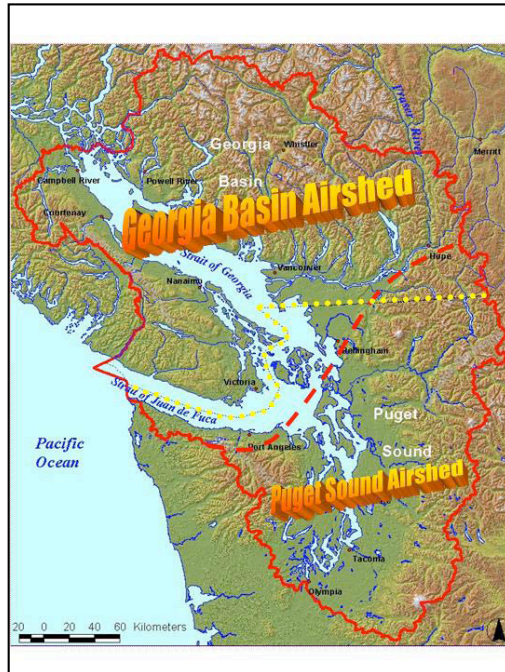 Fraser River
Georgia
Whistler
Merritt
Campbell River
Powell River
Basin
Georgia Basin Airshed
Courtenay
Hope
Strait of Georgia
Vancouver
Nanaimo
Bellingham
Victoria
Strait of Juan de Fuca
Puget
Pacific
Ocean
Port Angeles
Sound
Puget Sound Airshed
Tacoma
Olympia
20 0 20 40 60 Kilometers